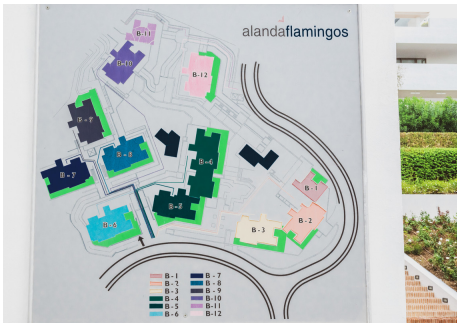 alandaflamingos
B-11
B-10
B-12
B-9
B-8
B-4
B-7
B-1
B-5
B-2
B-6
B-3
B-1 B-7
B-2 B-8
B-3 B-9
B-4 B-10
B-5 B-11
B-6 B-12